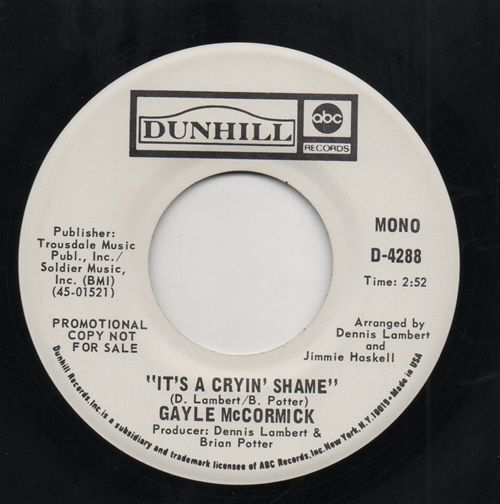 DUNHILL
abc
RECORDS
Publisher:
Trousdale Music
Publ., Inc./
Soldier Music,
Inc. (BMI)
(45-01521)
MONO
D-4288
Time: 2:52
PROMOTIONAL
COPY NOT
FOR SALE
Arranged by
Dennis Lambert
and
Jimmie Haskell
"IT'S A CRYIN' SHAME"
(D. Lambert/B. Potter)
GAYLE McCORMICK
Producer: Dennis Lambert &
Brian Potter
Dunhill Records, Inc. is a subsidiary and trademark licensee of ABC Records, Inc. New York, N.Y. 10019 • Made in USA